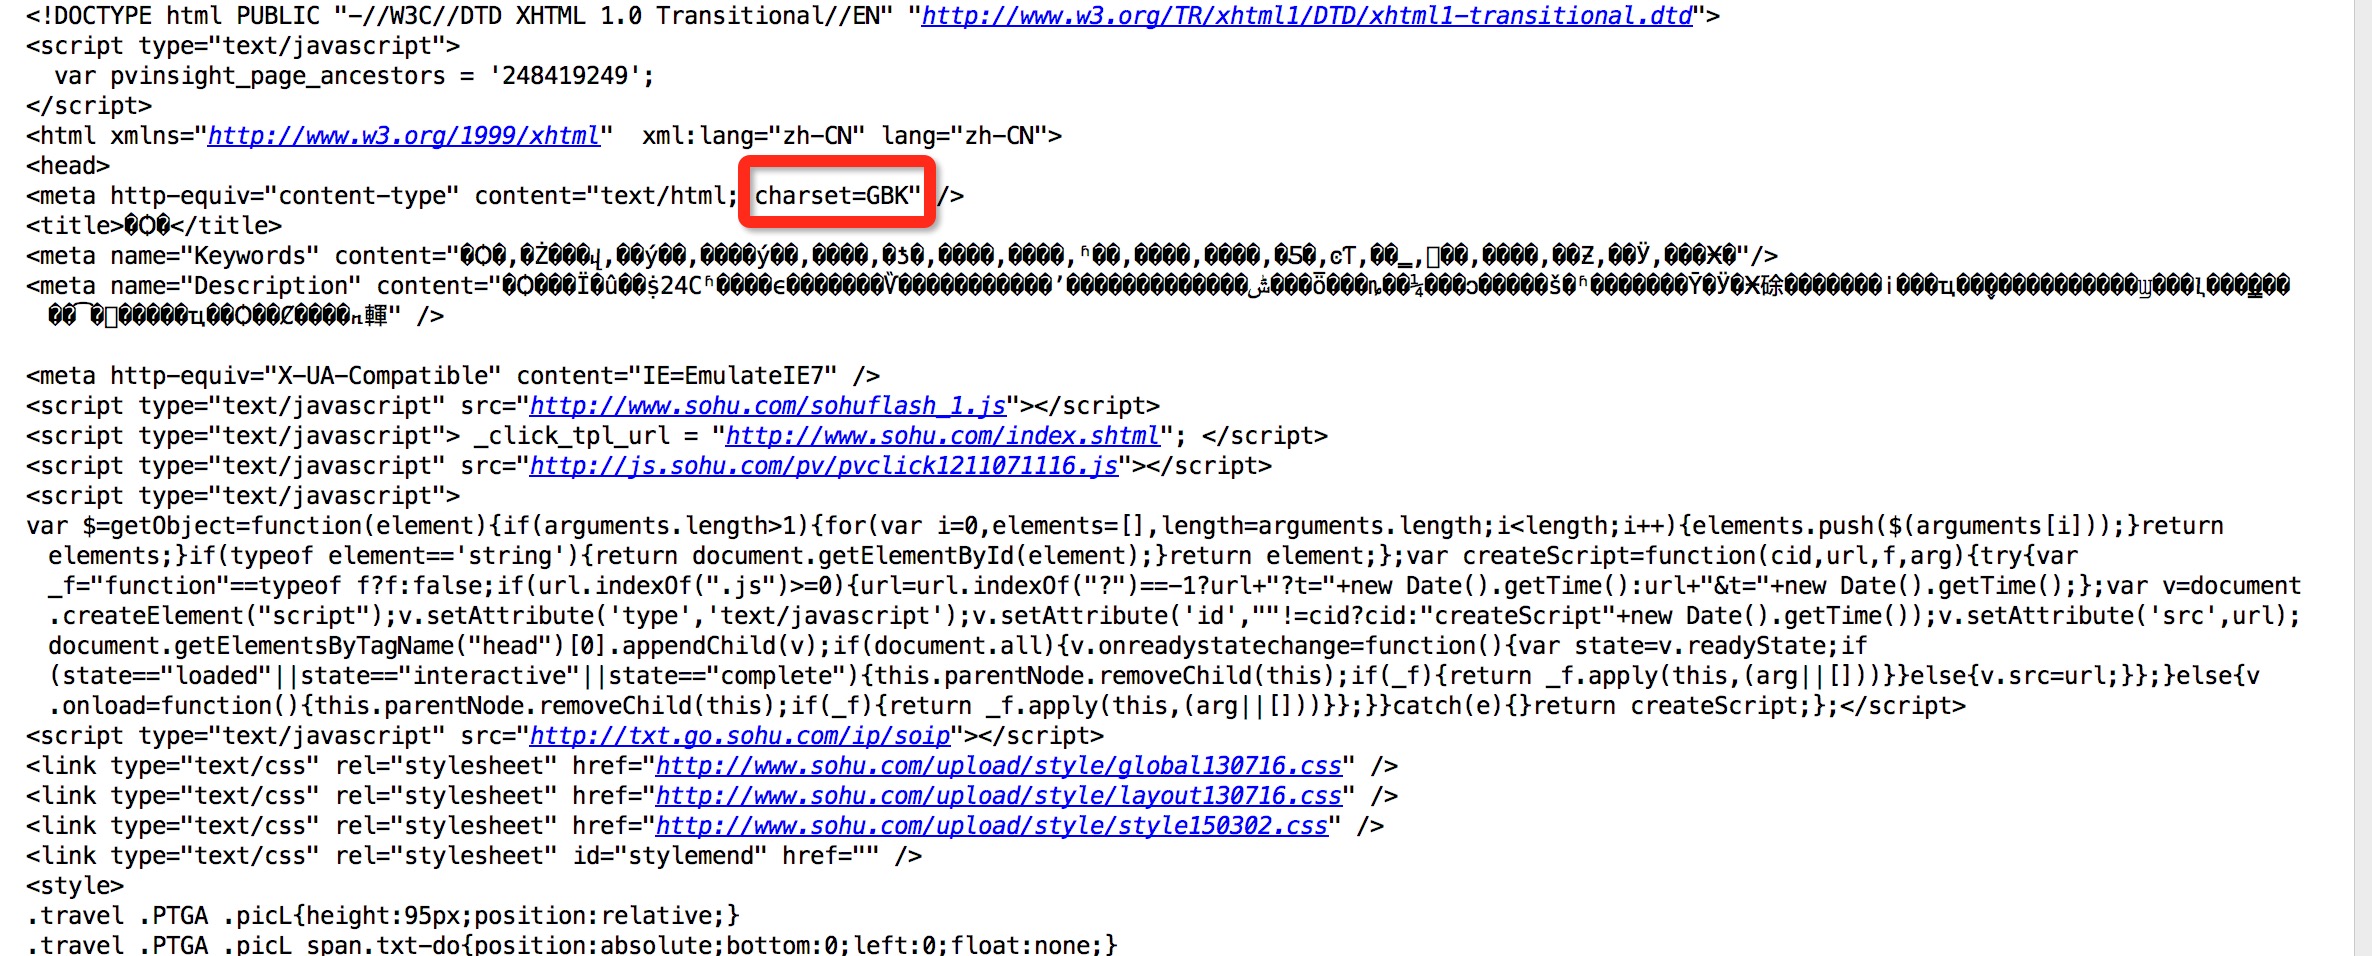 <!DOCTYPE html PUBLIC "-//W3C//DTD XHTML 1.0 Transitional//EN" "http://www.w3.org/TR/xhtml1/DTD/xhtml1-transitional.dtd">
<script type="text/javascript">
var pvinsight_page_ancestors = '248419249';
</script>
<html xmlns="http://www.w3.org/1999/xhtml"  xml:lang="zh-CN" lang="zh-CN">
<head>
<meta http-equiv="content-type" content="text/html; charset=GBK" />
<title></title>
<meta name="Keywords" content=""/>
<meta name="Description" content="
" />
<meta http-equiv="X-UA-Compatible" content="IE=EmulateIE7" />
<script type="text/javascript" src="http://www.sohu.com/sohuflash_1.js"></script>
<script type="text/javascript"> _click_tpl_url = "http://www.sohu.com/index.shtml"; </script>
<script type="text/javascript" src="http://js.sohu.com/pv/pvclick1211071116.js"></script>
<script type="text/javascript">
var $=getObject=function(element){if(arguments.length>1){for(var i=0,elements=[],length=arguments.length;i<length;i++){elements.push($(arguments[i]));}return
elements;}if(typeof element=='string'){return document.getElementById(element);}return element;};var createScript=function(cid,url,f,arg){try{var
_f="function"==typeof f?f:false;if(url.indexOf(".js")>=0){url=url.indexOf("?")==-1?url+"?t="+new Date().getTime():url+"&t="+new Date().getTime();};var v=document
.createElement("script");v.setAttribute('type','text/javascript');v.setAttribute('id',""!=cid?cid:"createScript"+new Date().getTime());v.setAttribute('src',url);
document.getElementsByTagName("head")[0].appendChild(v);if(document.all){v.onreadystatechange=function(){var state=v.readyState;if
(state=="loaded"||state=="interactive"||state=="complete"){this.parentNode.removeChild(this);if(_f){return _f.apply(this,(arg||[]))}}else{v.src=url;}};}else{v
.onload=function(){this.parentNode.removeChild(this);if(_f){return _f.apply(this,(arg||[]))}};}}catch(e){}return createScript;};</script>
<script type="text/javascript" src="http://txt.go.sohu.com/ip/soip"></script>
<link type="text/css" rel="stylesheet" href="http://www.sohu.com/upload/style/global130716.css" />
<link type="text/css" rel="stylesheet" href="http://www.sohu.com/upload/style/layout130716.css" />
<link type="text/css" rel="stylesheet" href="http://www.sohu.com/upload/style/style150302.css" />
<link type="text/css" rel="stylesheet" id="stylemend" href="" />
<style>
.travel .PTGA .picL{height:95px;position:relative;}
.travel .PTGA .picL span.txt-do{position:absolute;bottom:0;left:0;float:none;}